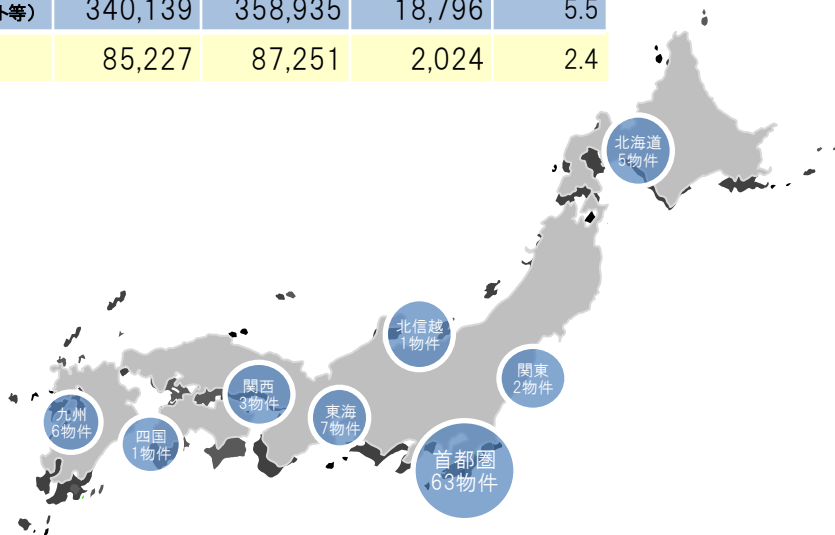 ト等） 340,139 358,935 18,796 5.5
85,227 87,251 2,024 2.4
北海道
5物件
北信越
1物件
関東
2物件
関西
3物件
東海
7物件
九州
6物件
四国
1物件
首都圏
63物件